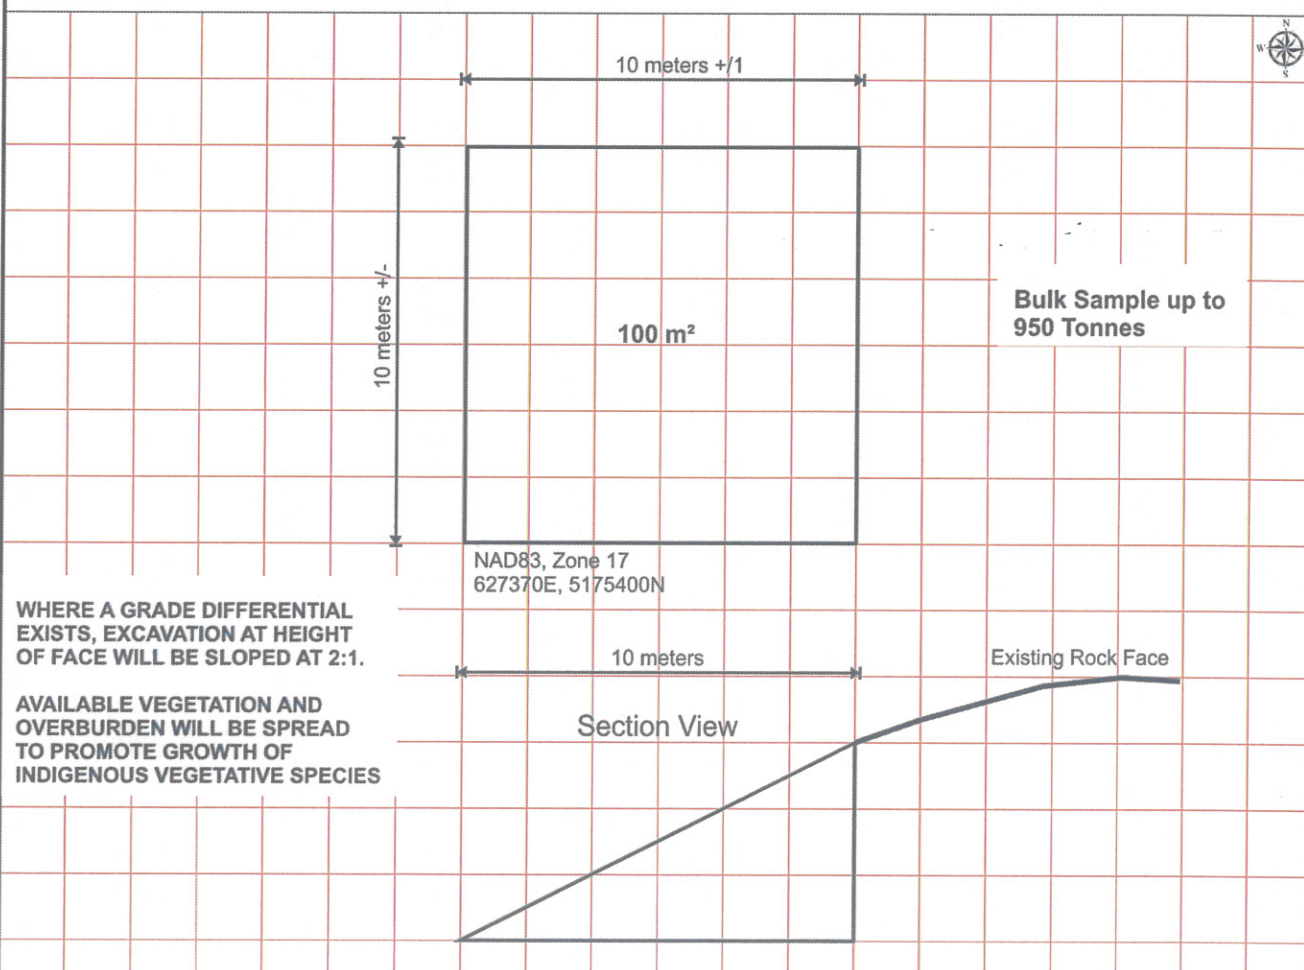 N
W
S
10 meters +/1
10 meters +/-
100 m²
Bulk Sample up to
950 Tonnes
NAD83, Zone 17
627370E, 5175400N
WHERE A GRADE DIFFERENTIAL
EXISTS, EXCAVATION AT HEIGHT
OF FACE WILL BE SLOPED AT 2:1.
AVAILABLE VEGETATION AND
OVERBURDEN WILL BE SPREAD
TO PROMOTE GROWTH OF
INDIGENOUS VEGETATIVE SPECIES
10 meters
Existing Rock Face
Section View